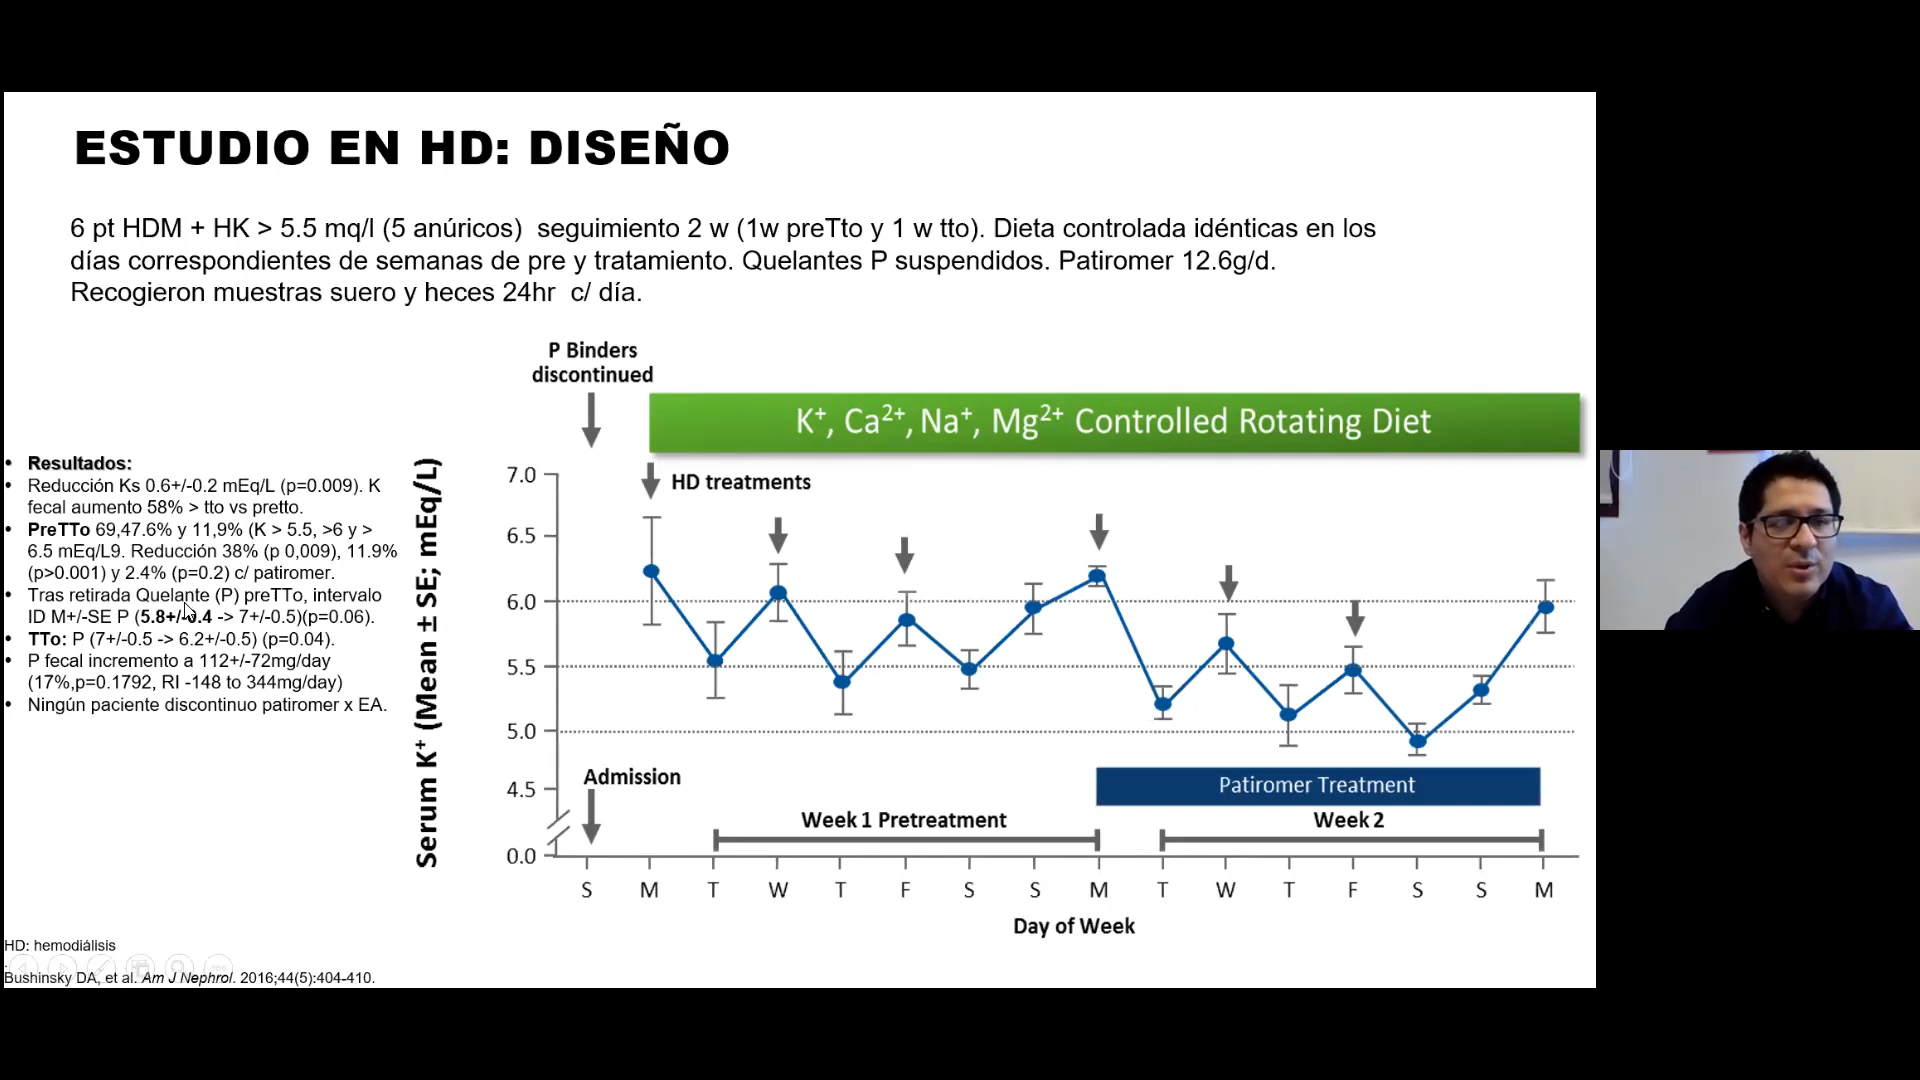 ESTUDIO EN HD: DISEÑO
6 pt HDM + HK > 5.5 mq/l (5 anúricos)  seguimiento 2 w (1w preTto y 1 w tto). Dieta controlada idénticas en los
días correspondientes de semanas de pre y tratamiento. Quelantes P suspendidos. Patiromer 12.6g/d.
Recogieron muestras suero y heces 24hr  c/ día.
• Resultados:
• Reducción Ks 0.6+/-0.2 mEq/L (p=0.009). K
fecal aumento 58% > tto vs pretto.
• PreTTo 69,47.6% y 11,9% (K > 5.5, >6 y >
6.5 mEq/L9. Reducción 38% (p 0,009), 11.9%
(p>0.001) y 2.4% (p=0.2) c/ patiromer.
• Tras retirada Quelante (P) preTTo, intervalo
ID M+/-SE P (5.8+/-0.4 -> 7+/-0.5)(p=0.06).
• TTo: P (7+/-0.5 -> 6.2+/-0.5) (p=0.04).
• P fecal incremento a 112+/-72mg/day
(17%,p=0.1792, RI -148 to 344mg/day)
• Ningún paciente discontinuo patiromer x EA.
P Binders
discontinued
K⁺, Ca²⁺, Na⁺, Mg²⁺ Controlled Rotating Diet
HD treatments
Serum K⁺ (Mean ± SE; mEq/L)
7.0
6.5
6.0
5.5
5.0
4.5
0.0
Admission
Patiromer Treatment
Week 1 Pretreatment
Week 2
S M T W T F S S M T W T F S S M
Day of Week
HD: hemodiálisis
Bushinsky DA, et al. Am J Nephrol. 2016;44(5):404-410.